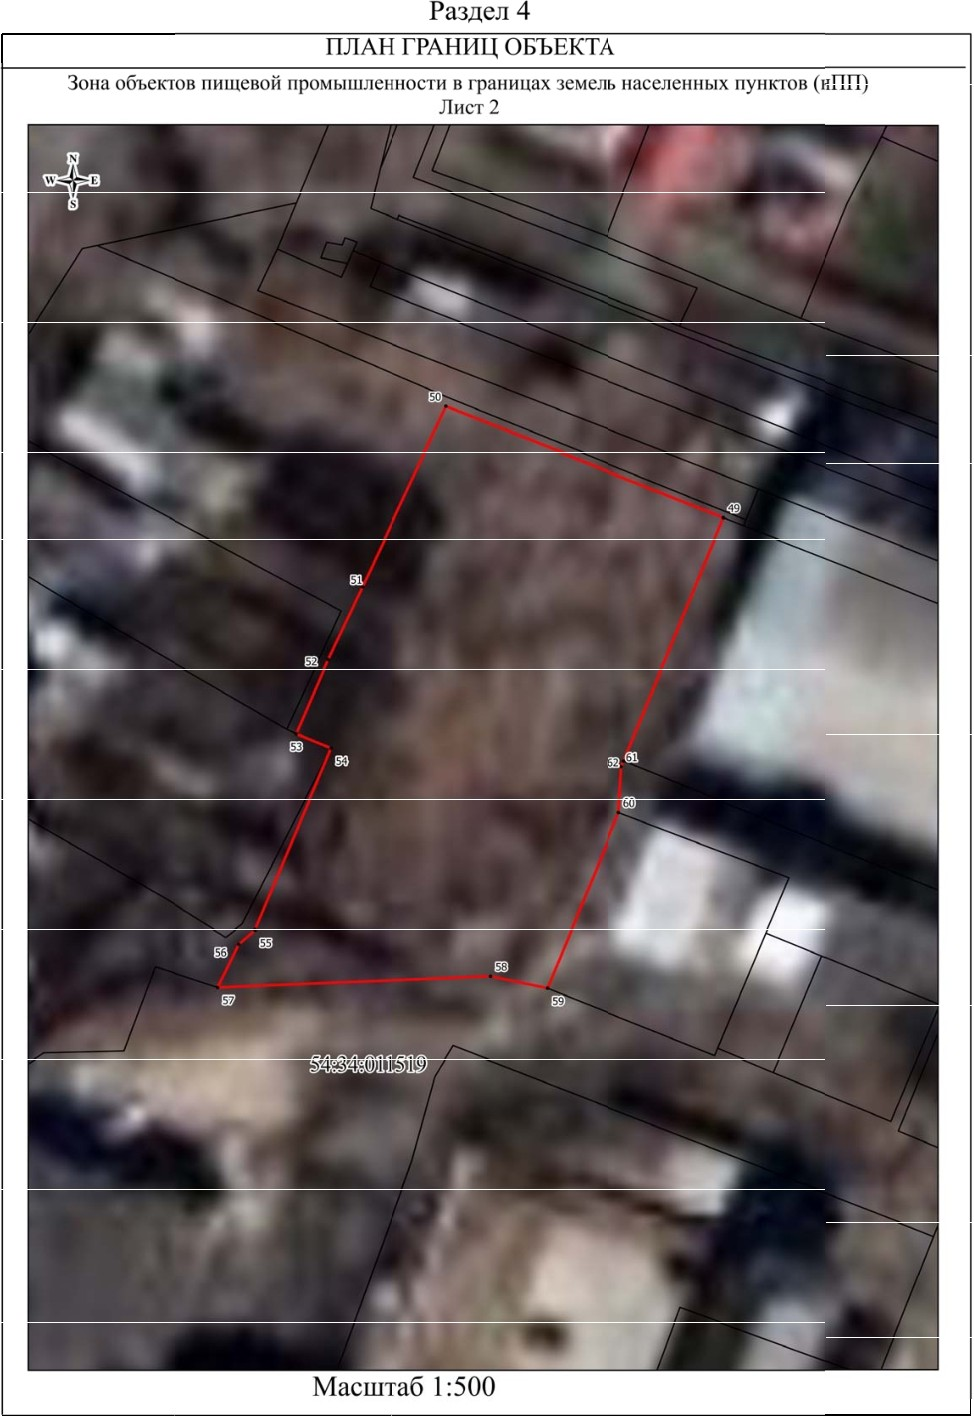 Раздел 4
ПЛАН ГРАНИЦ ОБЪЕКТА
Зона объектов пищевой промышленности в границах земель населенных пунктов (нПП)
Лист 2
N
W E
S
50
49
51
52
53
54
62 61
60
55
56
58
57
59
54:34:011519
Масштаб 1:500